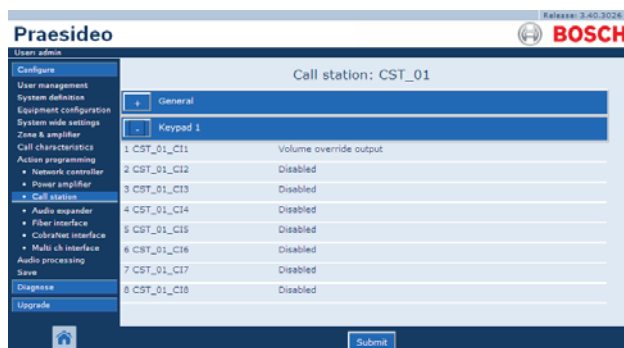 Release: 3.40.3026
Praesideo
BOSCH
User: admin
Configure
User management
System definition
Equipment configuration
System wide settings
Zone & amplifier
Call characteristics
Action programming
• Network controller
• Power amplifier
• Call station
• Audio expander
• Fiber interface
• CobraNet interface
• Multi ch interface
Audio processing
Save
Diagnose
Upgrade
Call station: CST_01
+ General
- Keypad 1
1 CST_01_CI1 Volume override output
2 CST_01_CI2 Disabled
3 CST_01_CI3 Disabled
4 CST_01_CI4 Disabled
5 CST_01_CI5 Disabled
6 CST_01_CI6 Disabled
7 CST_01_CI7 Disabled
8 CST_01_CI8 Disabled
Submit